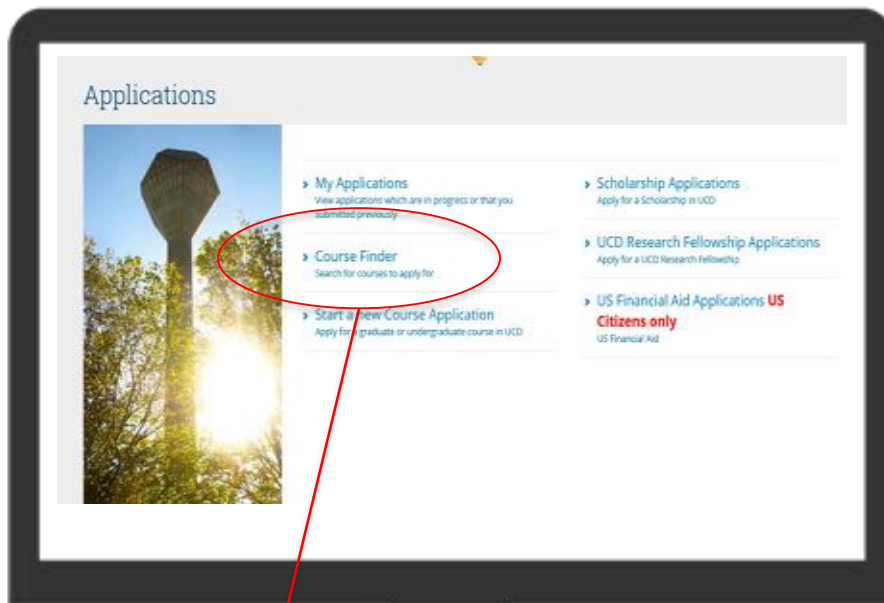 Applications
My Applications
View applications which are in progress or that you
submitted previously
Course Finder
Search for courses to apply for
Start a new Course Application
Apply for a graduate or undergraduate course in UCD
Scholarship Applications
Apply for a Scholarship in UCD
UCD Research Fellowship Applications
Apply for a UCD Research Fellowship
US Financial Aid Applications US
Citizens only
US Financial Aid